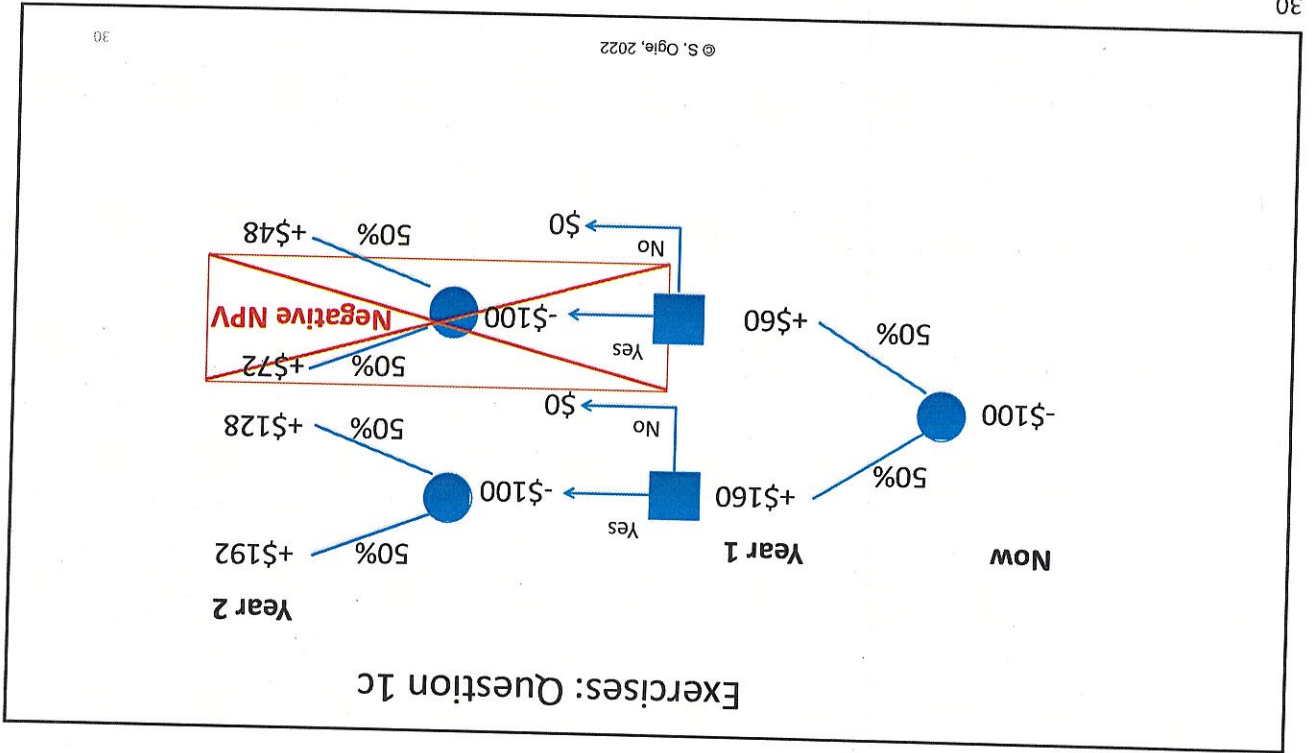 Exercises: Question 1c
Year 2
Now
Year 1
50%
+$160
Yes
-$100
50%
+$192
50%
+$128
No
$0
-$100
50%
+$60
Yes
-$100
50%
+$72
Negative NPV
50%
+$48
No
$0
© S. Ogie, 2022
30
30